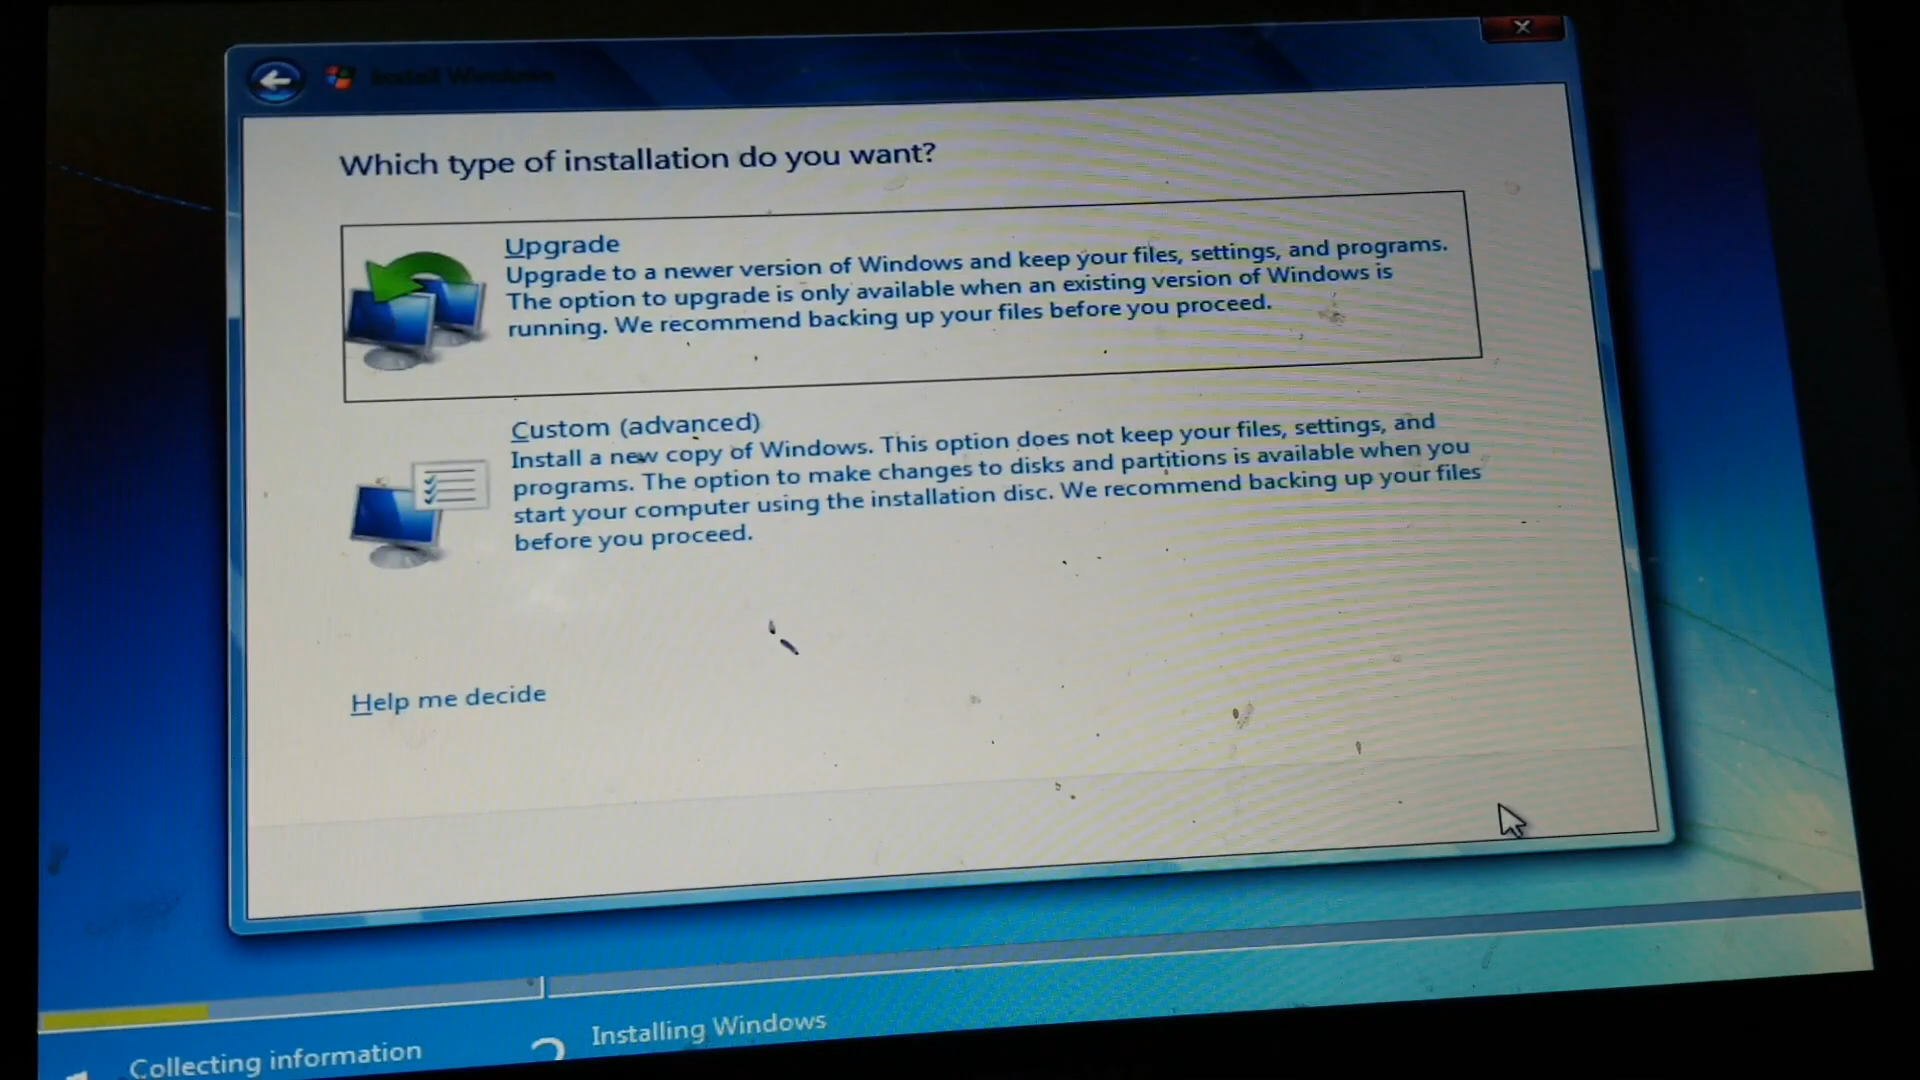 Install Windows
Which type of installation do you want?
Upgrade
Upgrade to a newer version of Windows and keep your files, settings, and programs.
The option to upgrade is only available when an existing version of Windows is
running. We recommend backing up your files before you proceed.
Custom (advanced)
Install a new copy of Windows. This option does not keep your files, settings, and
programs. The option to make changes to disks and partitions is available when you
start your computer using the installation disc. We recommend backing up your files
before you proceed.
Help me decide
1 Collecting information
2 Installing Windows